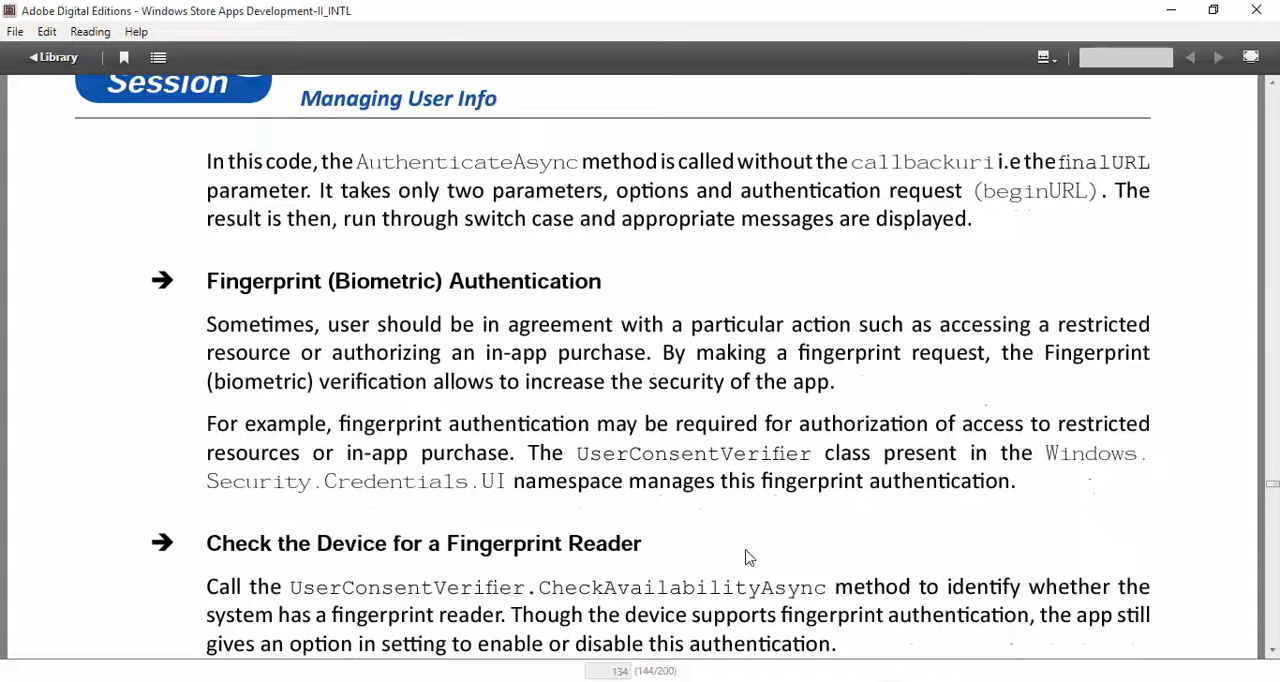 Adobe Digital Editions - Windows Store Apps Development-II_INTL
File Edit Reading Help
Library
Session
Managing User Info
In this code, the AuthenticateAsync method is called without the callbackuri i.e the finalURL
parameter. It takes only two parameters, options and authentication request (beginURL). The
result is then, run through switch case and appropriate messages are displayed.
Fingerprint (Biometric) Authentication
Sometimes, user should be in agreement with a particular action such as accessing a restricted
resource or authorizing an in-app purchase. By making a fingerprint request, the Fingerprint
(biometric) verification allows to increase the security of the app.
For example, fingerprint authentication may be required for authorization of access to restricted
resources or in-app purchase. The UserConsentVerifier class present in the Windows.
Security.Credentials.UI namespace manages this fingerprint authentication.
Check the Device for a Fingerprint Reader
Call the UserConsentVerifier.CheckAvailabilityAsync method to identify whether the
system has a fingerprint reader. Though the device supports fingerprint authentication, the app still
gives an option in setting to enable or disable this authentication.
134 (144/200)